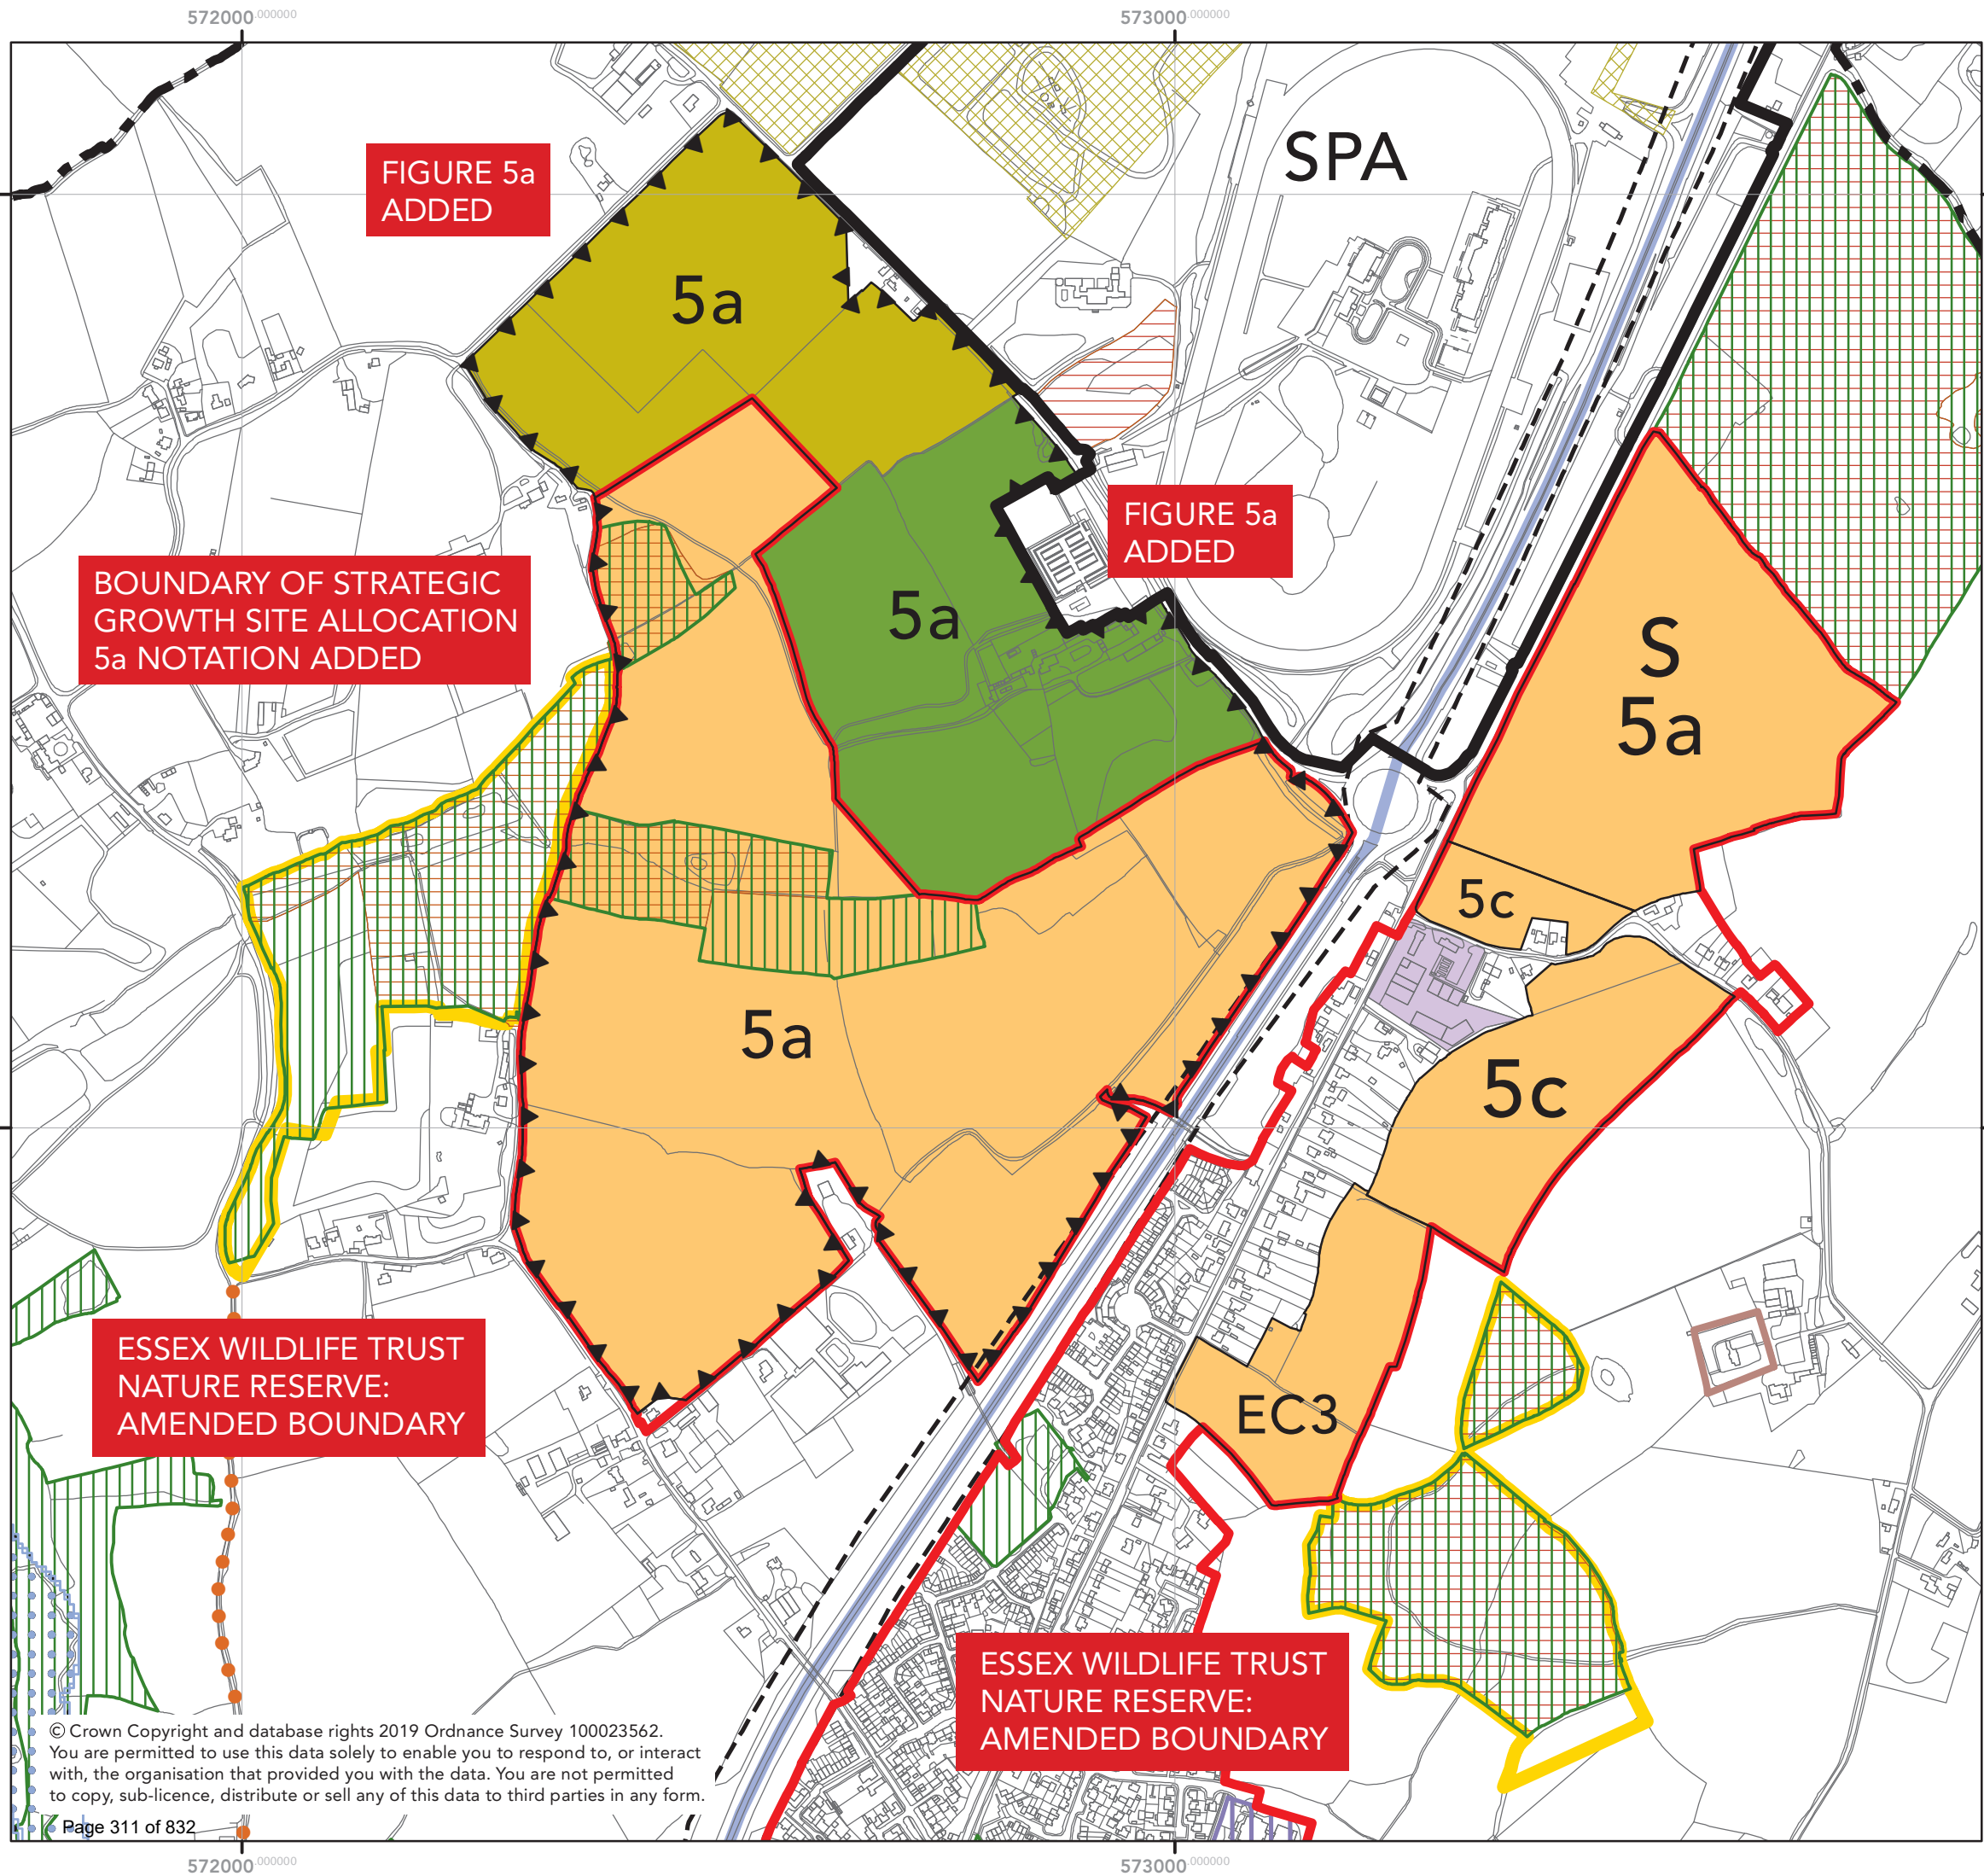 572000.000000
573000.000000
SPA
FIGURE 5a
ADDED
5a
FIGURE 5a
ADDED
BOUNDARY OF STRATEGIC
GROWTH SITE ALLOCATION
5a NOTATION ADDED
5a
S
5a
5c
5a
5c
ESSEX WILDLIFE TRUST
NATURE RESERVE:
AMENDED BOUNDARY
EC3
ESSEX WILDLIFE TRUST
NATURE RESERVE:
AMENDED BOUNDARY
© Crown Copyright and database rights 2019 Ordnance Survey 100023562.
You are permitted to use this data solely to enable you to respond to, or interact
with, the organisation that provided you with the data. You are not permitted
to copy, sub-licence, distribute or sell any of this data to third parties in any form.
Page 311 of 832
572000.000000
573000.000000